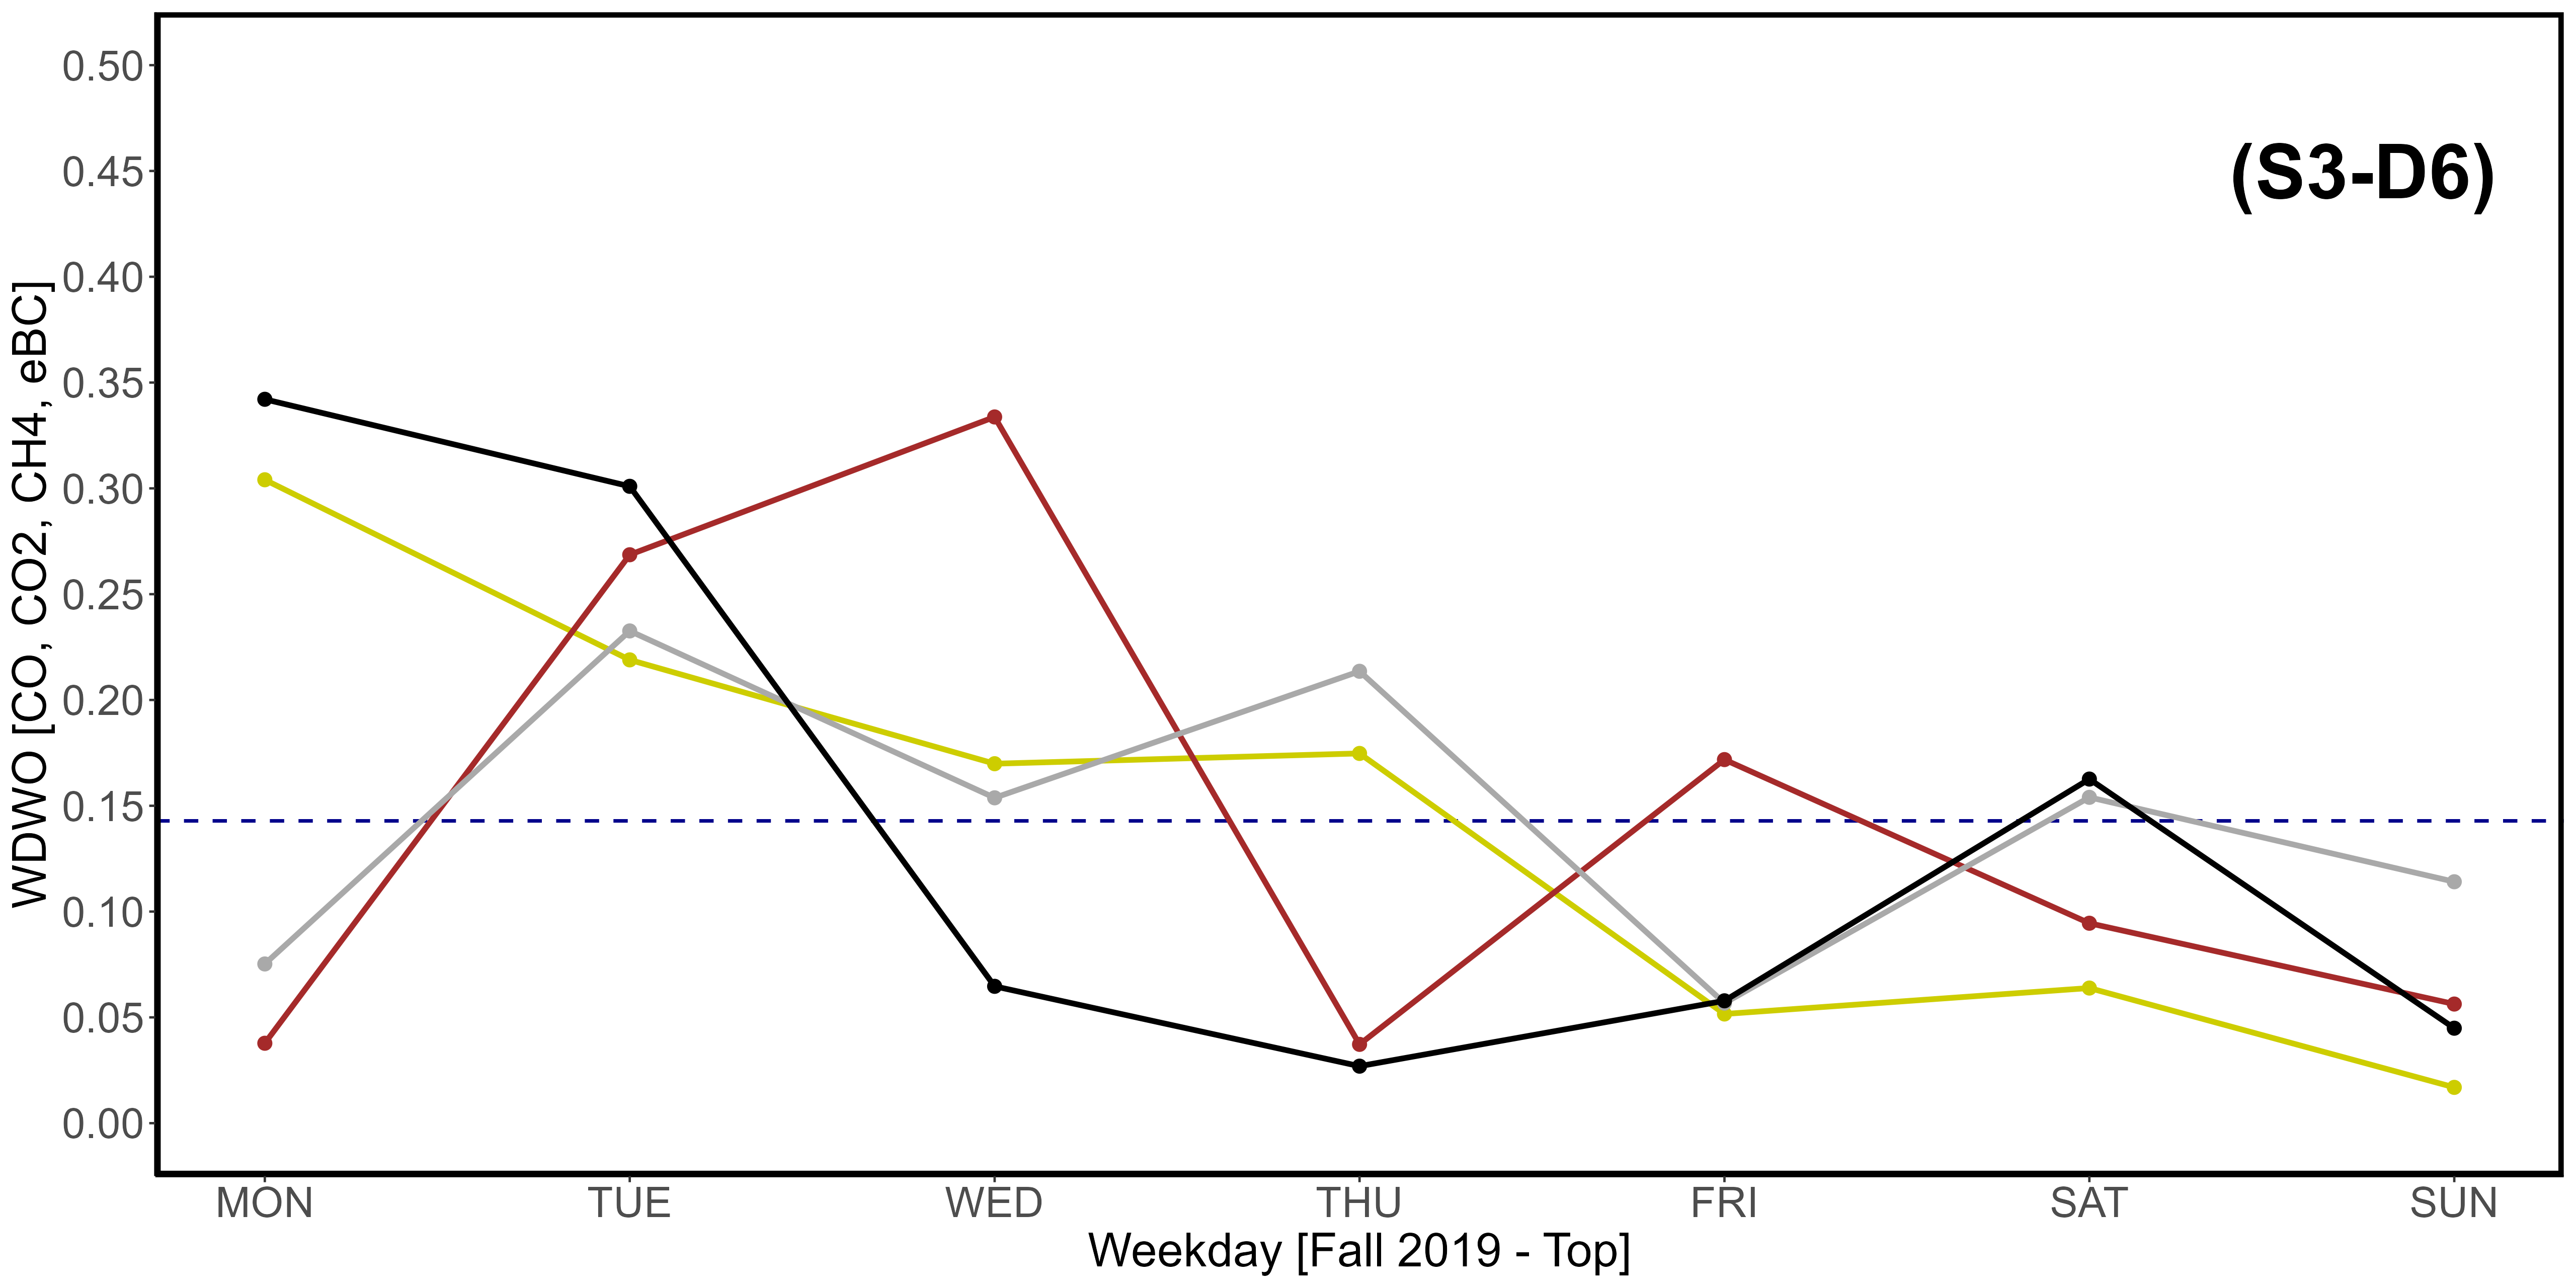 (S3-D6)
WDWO [CO, CO2, CH4, eBC]
0.50
0.45
0.40
0.35
0.30
0.25
0.20
0.15
0.10
0.05
0.00
MON TUE WED THU FRI SAT SUN
Weekday [Fall 2019 - Top]